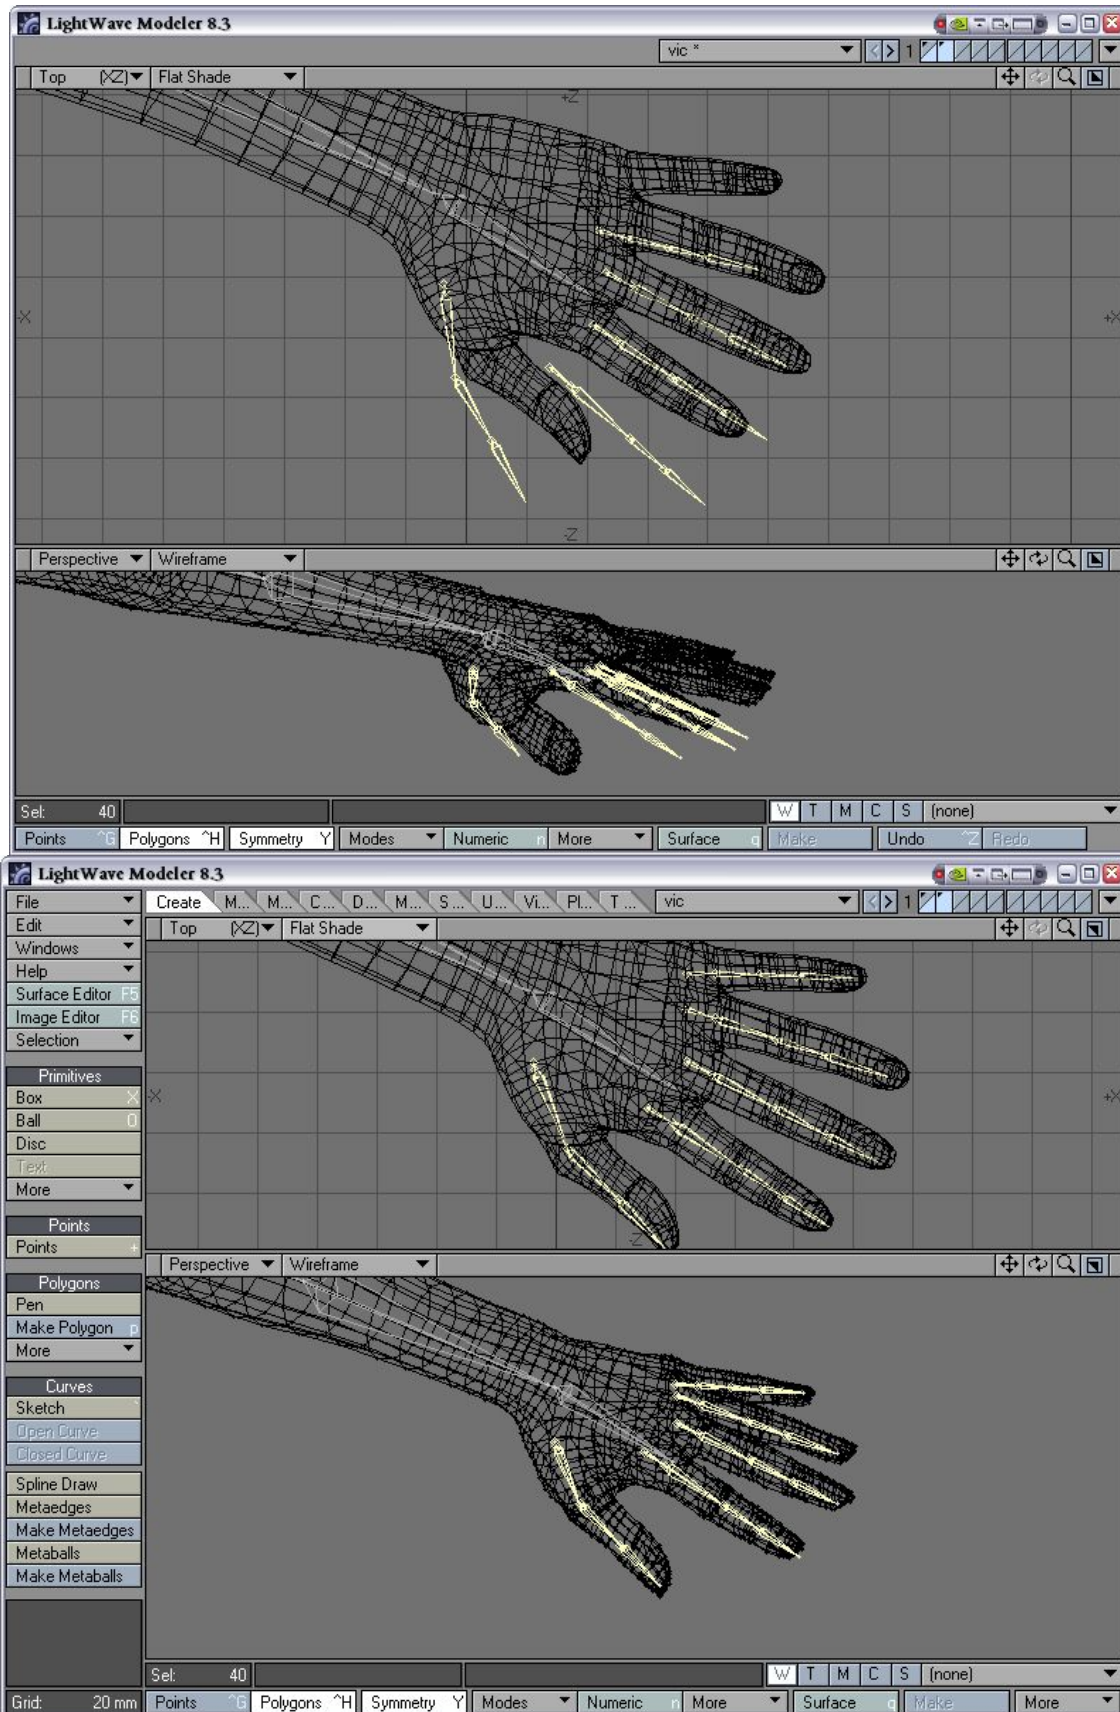 LightWave Modeler 8.3
vic * 1
Top (XZ) Flat Shade
+Z
-X +X
-Z
Perspective Wireframe
Sel: 40 W T M C S (none)
Points ^G Polygons ^H Symmetry Y Modes Numeric n More Surface q Make Undo ^Z Redo
LightWave Modeler 8.3
File Create M... M... C... D... M... S... U... Vi... Pl... T... vic 1
Edit Top (XZ) Flat Shade
Windows
Help
Surface Editor F5
Image Editor F6
Selection
Primitives
Box X -X +X
Ball O
Disc
Text
More
Points
Points + -Z
Perspective Wireframe
Polygons
Pen
Make Polygon p
More
Curves
Sketch `
Open Curve
Closed Curve
Spline Draw
Metaedges
Make Metaedges
Metaballs
Make Metaballs
Sel: 40 W T M C S (none)
Grid: 20 mm Points ^G Polygons ^H Symmetry Y Modes Numeric n More Surface q Make More